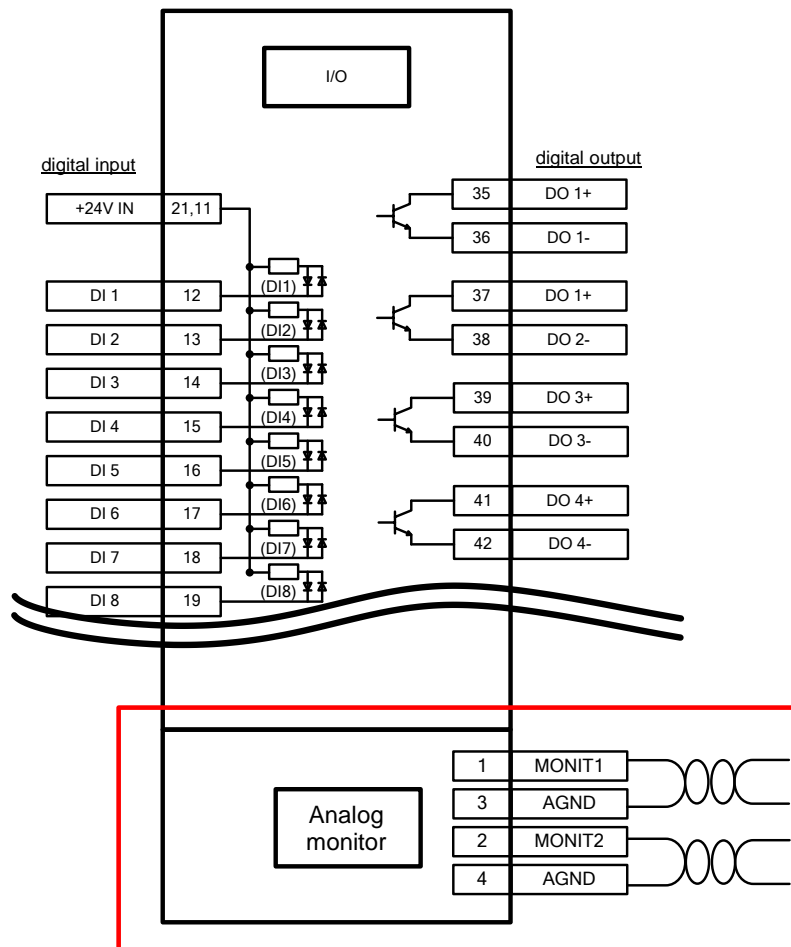 I/O
digital input
digital output
+24V IN 21,11
35 DO 1+
36 DO 1-
(DI1)
DI 1 12
37 DO 1+
(DI2)
DI 2 13
38 DO 2-
(DI3)
DI 3 14
39 DO 3+
(DI4)
DI 4 15
40 DO 3-
(DI5)
DI 5 16
41 DO 4+
(DI6)
DI 6 17
42 DO 4-
(DI7)
DI 7 18
(DI8)
DI 8 19
Analog
monitor
1 MONIT1
3 AGND
2 MONIT2
4 AGND